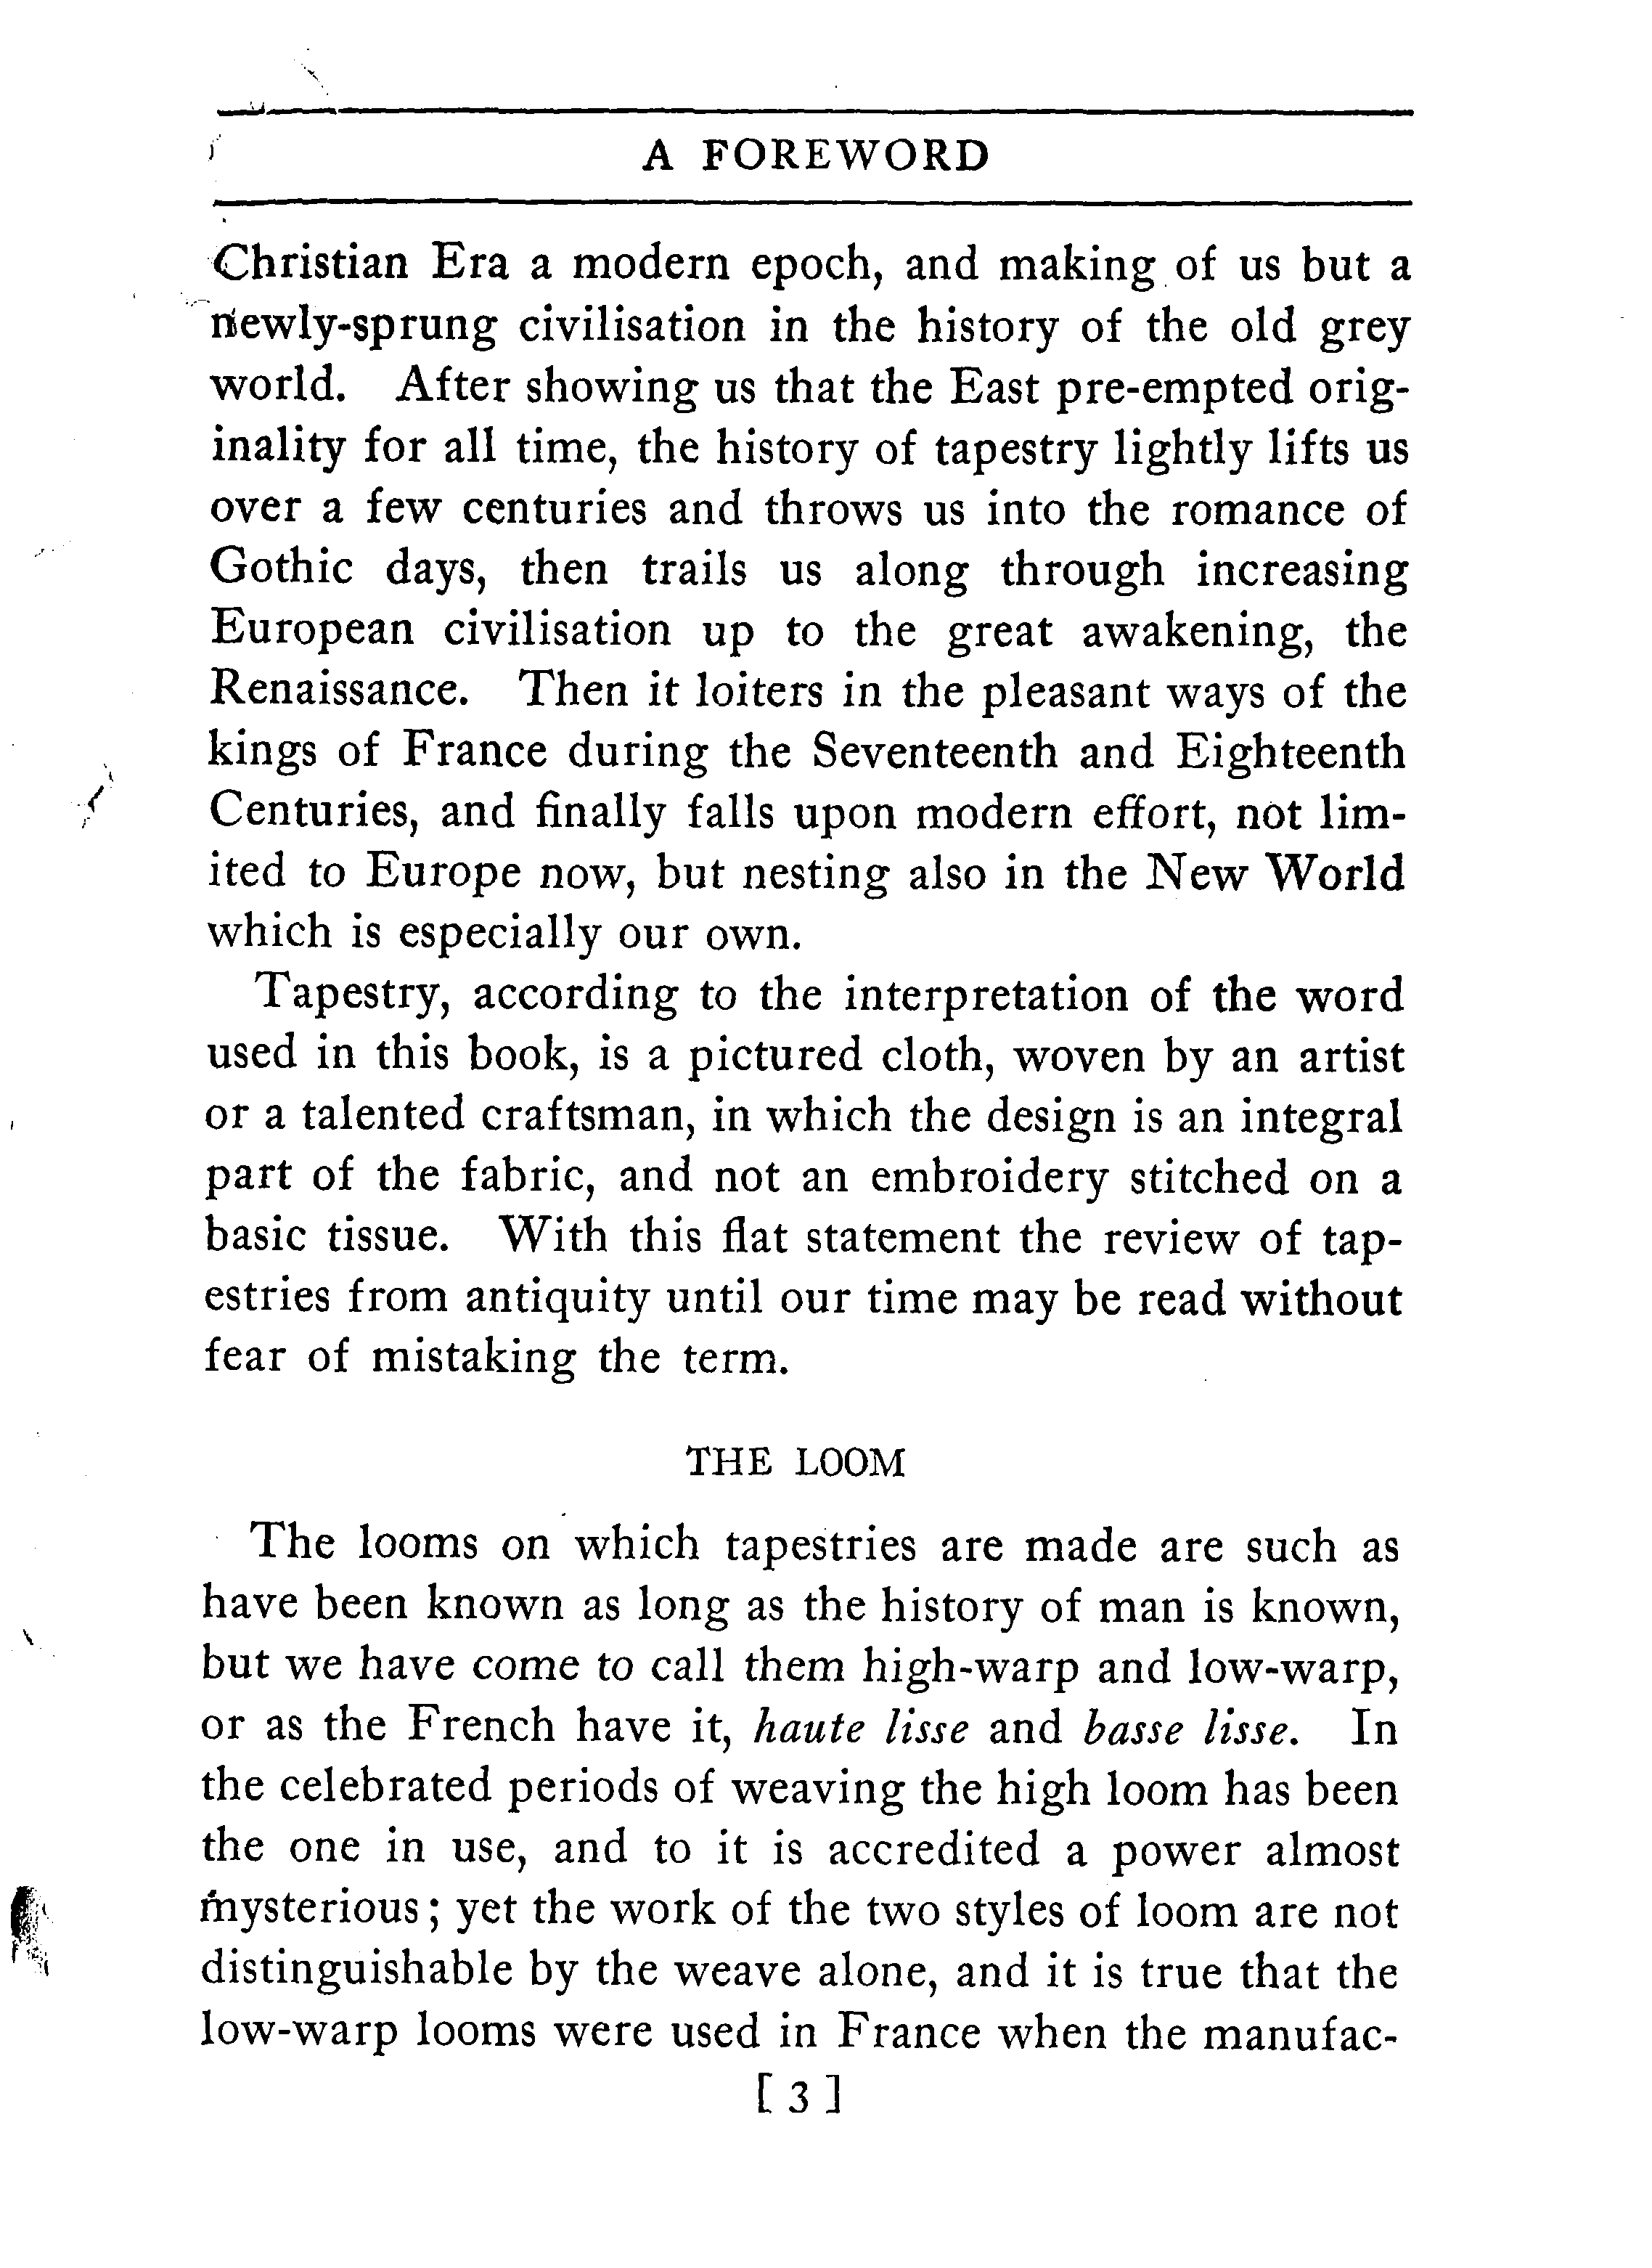 A FOREWORD
Christian Era a modern epoch, and making of us but a
newly-sprung civilisation in the history of the old grey
world. After showing us that the East pre-empted orig-
inality for all time, the history of tapestry lightly lifts us
over a few centuries and throws us into the romance of
Gothic days, then trails us along through increasing
European civilisation up to the great awakening, the
Renaissance. Then it loiters in the pleasant ways of the
kings of France during the Seventeenth and Eighteenth
Centuries, and finally falls upon modern effort, not lim-
ited to Europe now, but nesting also in the New World
which is especially our own.
Tapestry, according to the interpretation of the word
used in this book, is a pictured cloth, woven by an artist
or a talented craftsman, in which the design is an integral
part of the fabric, and not an embroidery stitched on a
basic tissue. With this flat statement the review of tap-
estries from antiquity until our time may be read without
fear of mistaking the term.
THE LOOM
The looms on which tapestries are made are such as
have been known as long as the history of man is known,
but we have come to call them high-warp and low-warp,
or as the French have it, haute lisse and basse lisse. In
the celebrated periods of weaving the high loom has been
the one in use, and to it is accredited a power almost
mysterious; yet the work of the two styles of loom are not
distinguishable by the weave alone, and it is true that the
low-warp looms were used in France when the manufac-
[ 3 ]